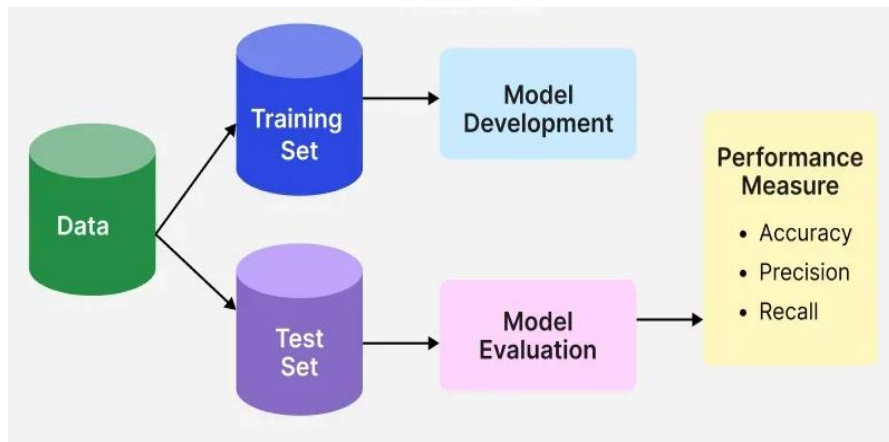 Data
Training
Set
Model
Development
Test
Set
Model
Evaluation
Performance
Measure
• Accuracy
• Precision
• Recall